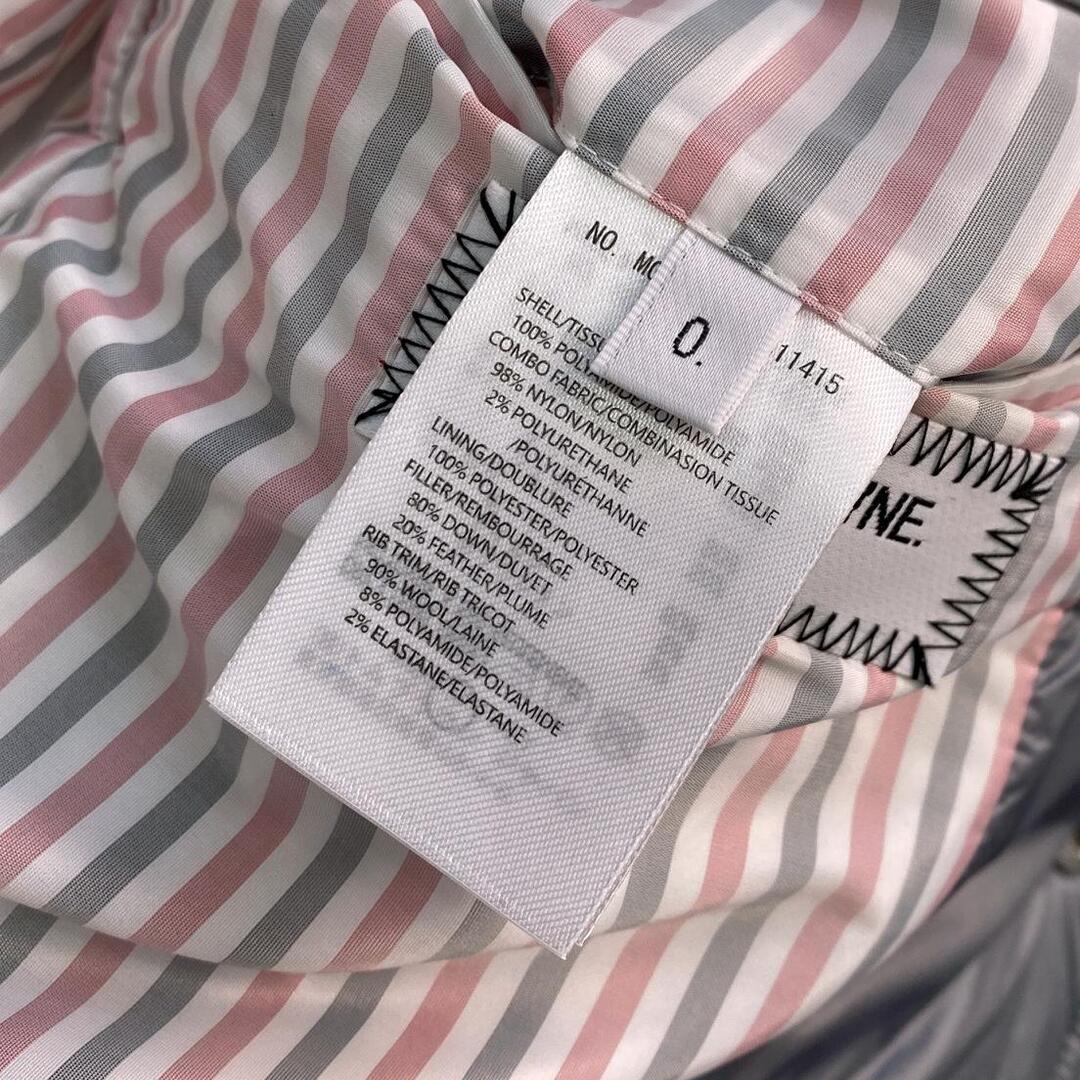 NO. MC
11415
0.
SHELL/TISSU
100% POLYAMIDE/POLYAMIDE
COMBO FABRIC/COMBINASION TISSUE
98% NYLON/NYLON
2% POLYURETHANE
/POLYURETHANNE
LINING/DOUBLURE
100% POLYESTER/POLYESTER
FILLER/REMBOURRAGE
80% DOWN/DUVET
20% FEATHER/PLUME
RIB TRIM/RIB TRICOT
90% WOOL/LAINE
8% POLYAMIDE/POLYAMIDE
2% ELASTANE/ELASTANE
YNE.